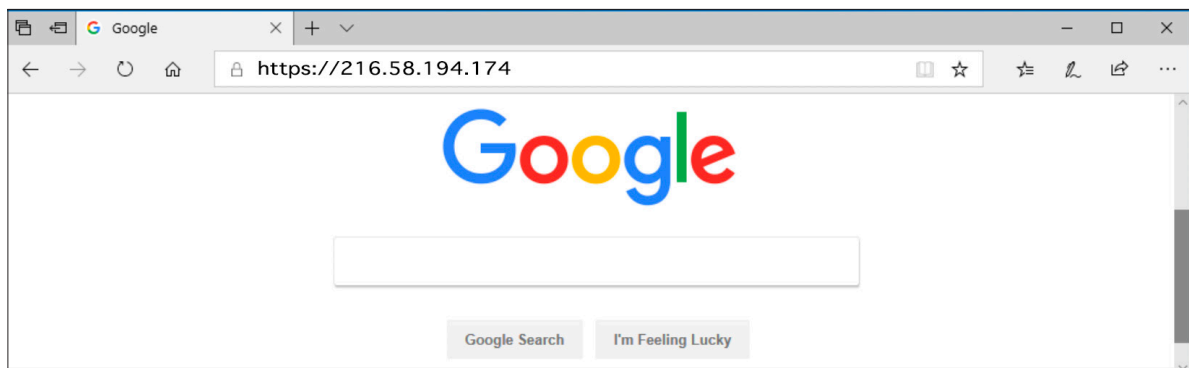 Google
https://216.58.194.174
Google
Google Search
I'm Feeling Lucky